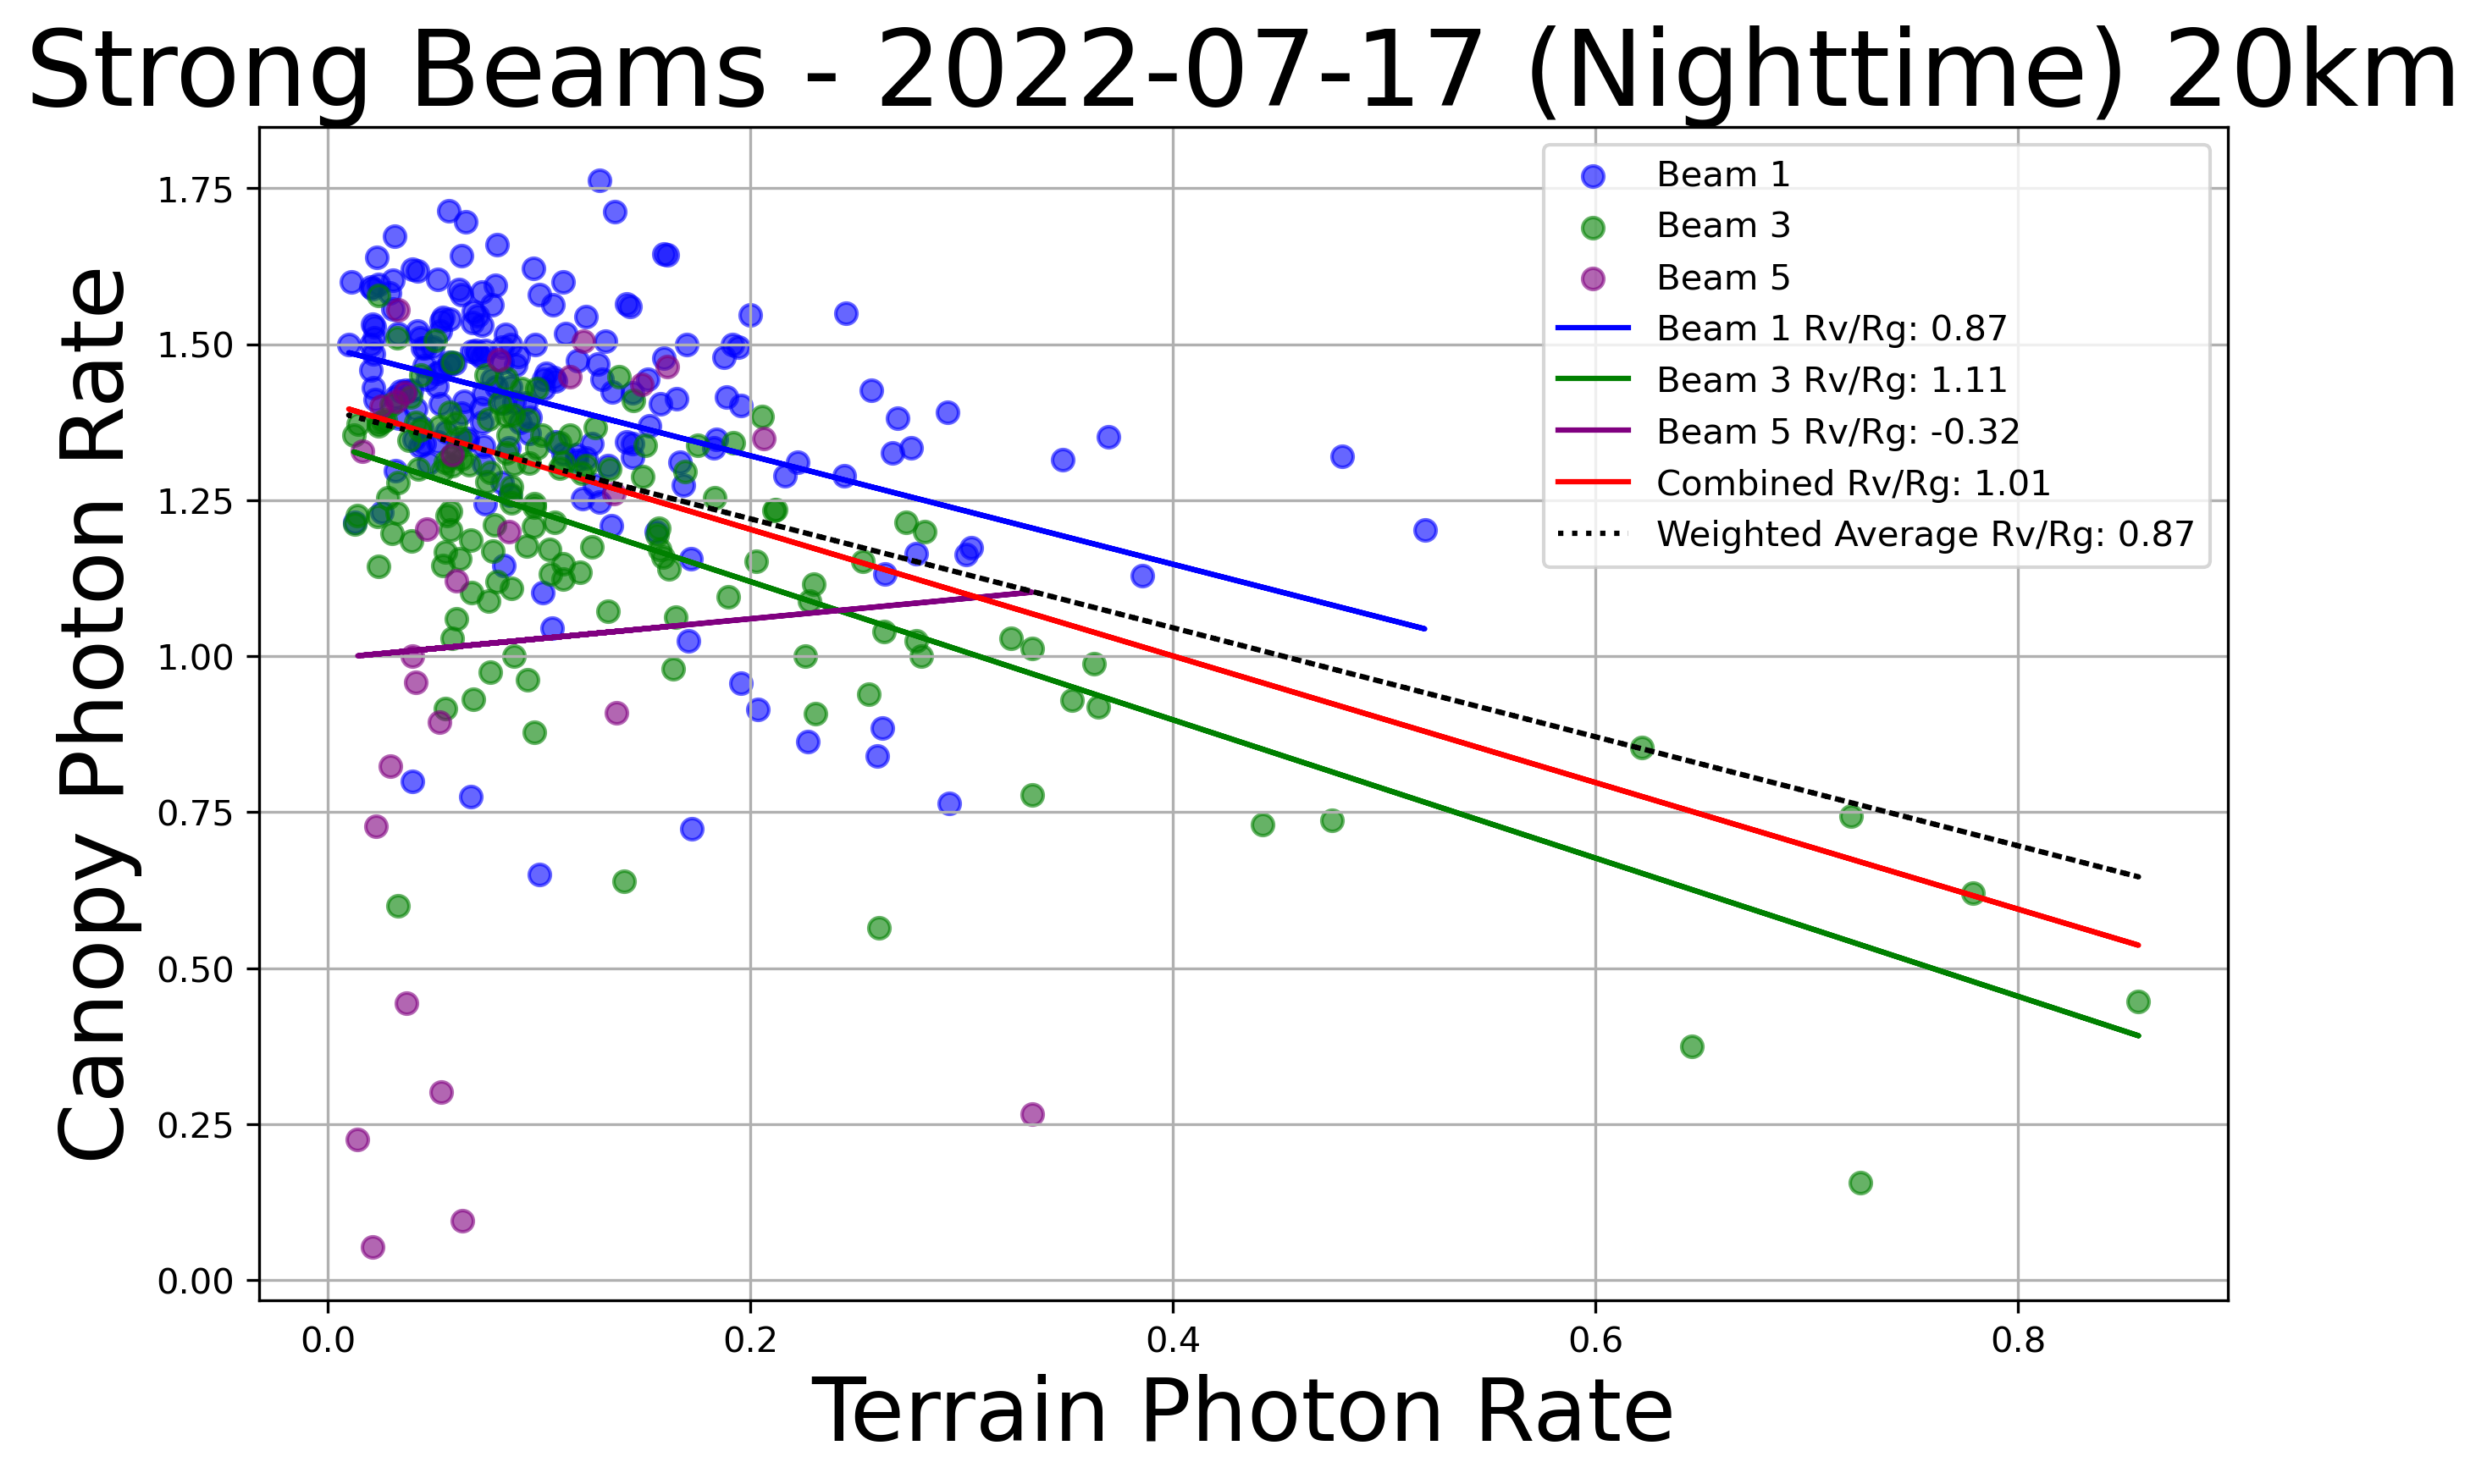 Strong Beams - 2022-07-17 (Nighttime) 20km
Canopy Photon Rate
1.75
1.50
1.25
1.00
0.75
0.50
0.25
0.00
Beam 1
Beam 3
Beam 5
Beam 1 Rv/Rg: 0.87
Beam 3 Rv/Rg: 1.11
Beam 5 Rv/Rg: -0.32
Combined Rv/Rg: 1.01
Weighted Average Rv/Rg: 0.87
0.0 0.2 0.4 0.6 0.8
Terrain Photon Rate